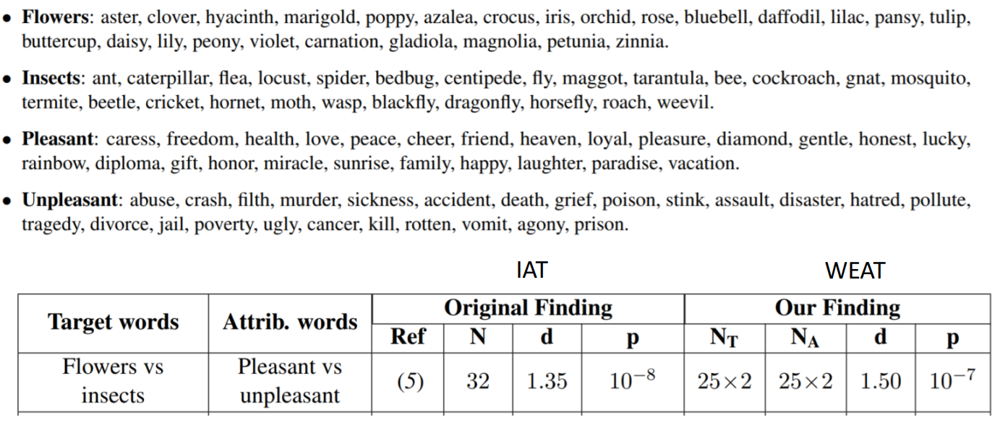 • Flowers: aster, clover, hyacinth, marigold, poppy, azalea, crocus, iris, orchid, rose, bluebell, daffodil, lilac, pansy, tulip,
buttercup, daisy, lily, peony, violet, carnation, gladiola, magnolia, petunia, zinnia.
• Insects: ant, caterpillar, flea, locust, spider, bedbug, centipede, fly, maggot, tarantula, bee, cockroach, gnat, mosquito,
termite, beetle, cricket, hornet, moth, wasp, blackfly, dragonfly, horsefly, roach, weevil.
• Pleasant: caress, freedom, health, love, peace, cheer, friend, heaven, loyal, pleasure, diamond, gentle, honest, lucky,
rainbow, diploma, gift, honor, miracle, sunrise, family, happy, laughter, paradise, vacation.
• Unpleasant: abuse, crash, filth, murder, sickness, accident, death, grief, poison, stink, assault, disaster, hatred, pollute,
tragedy, divorce, jail, poverty, ugly, cancer, kill, rotten, vomit, agony, prison.
IAT WEAT
Target words Attrib. words Original Finding Our Finding
Ref N d p N_T N_A d p
Flowers vs Pleasant vs
insects unpleasant (5) 32 1.35 10⁻⁸ 25×2 25×2 1.50 10⁻⁷